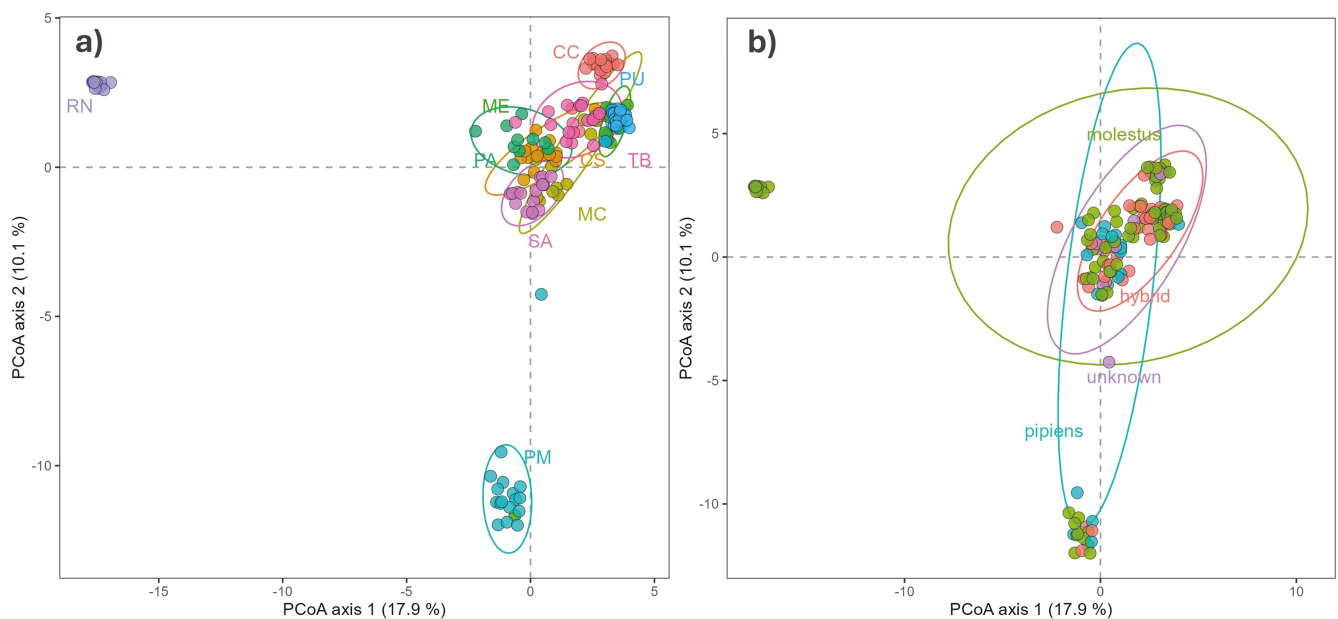 a)
5
0
-5
-10
-15
-10
-5
0
5
PCoA axis 1 (17.9 %)
PCoA axis 2 (10.1 %)
CC
PU
RN
ME
PA
CS
TB
MC
SA
PM
b)
5
0
-5
-10
-10
0
10
PCoA axis 1 (17.9 %)
PCoA axis 2 (10.1 %)
molestus
hybrid
unknown
pipiens